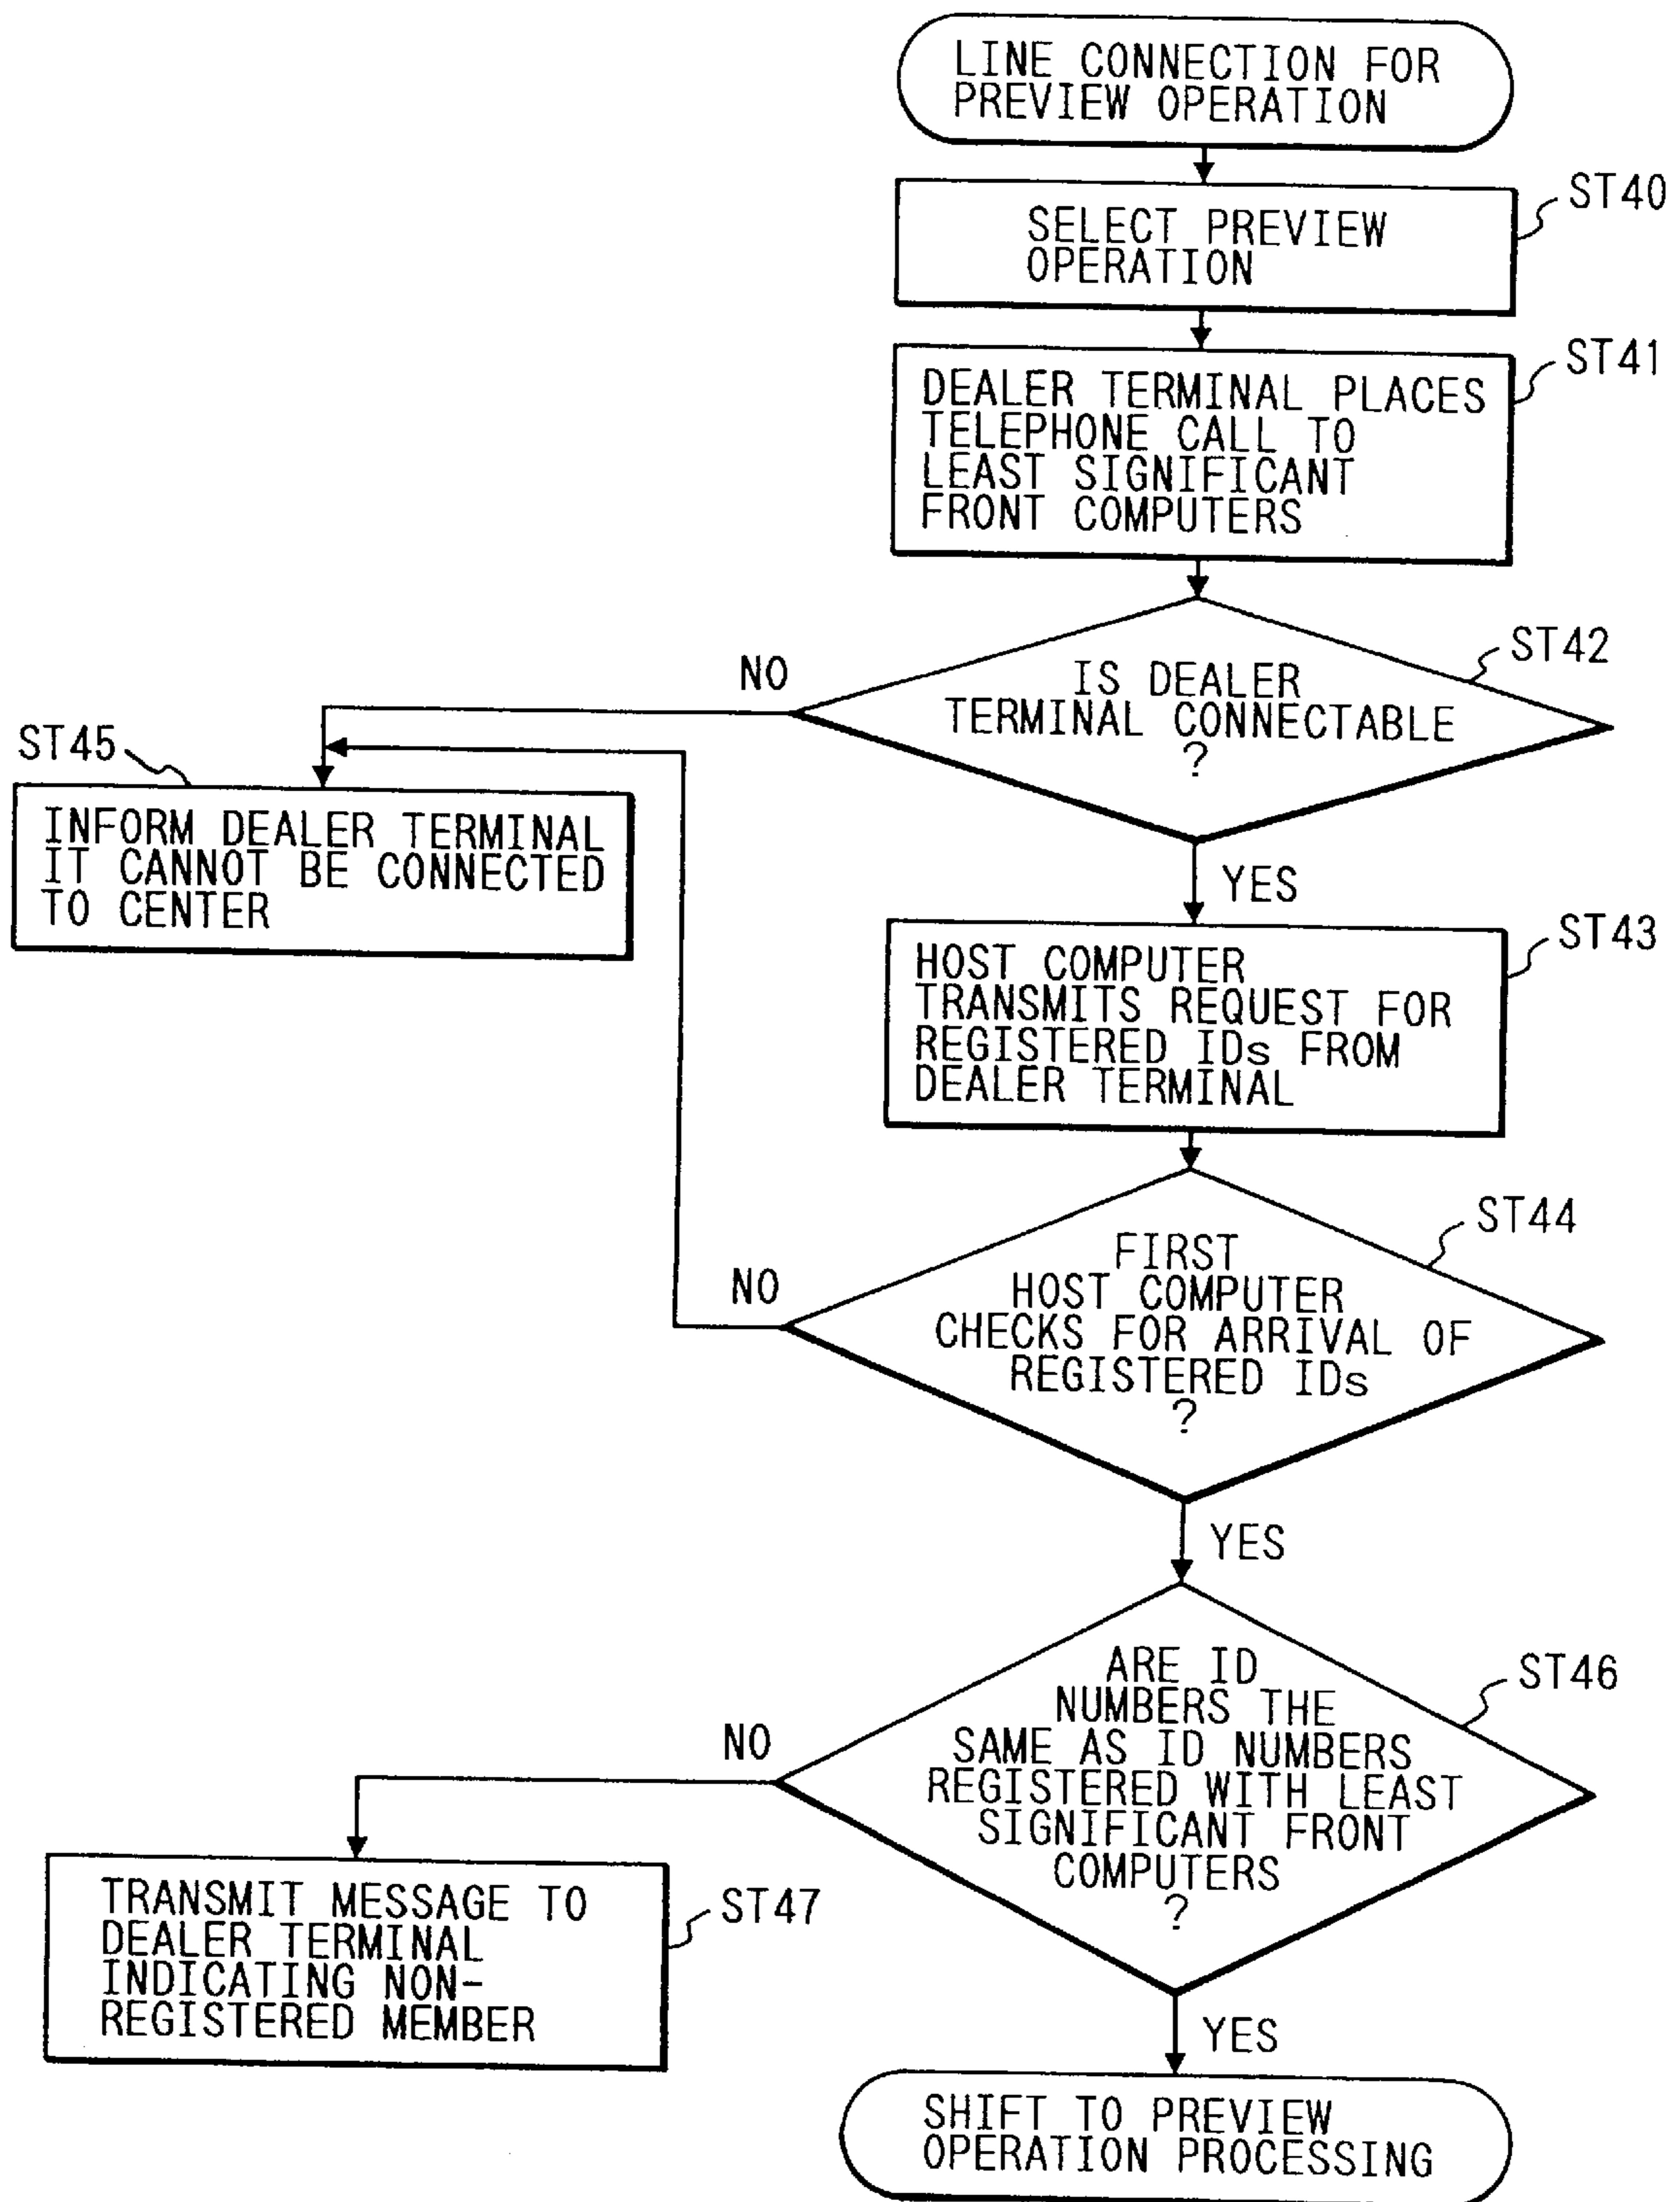 LINE CONNECTION FOR
PREVIEW OPERATION
ST40
SELECT PREVIEW
OPERATION
ST41
DEALER TERMINAL PLACES
TELEPHONE CALL TO
LEAST SIGNIFICANT
FRONT COMPUTERS
ST42
NO
IS DEALER
TERMINAL CONNECTABLE
?
ST45
INFORM DEALER TERMINAL
IT CANNOT BE CONNECTED
TO CENTER
YES
ST43
HOST COMPUTER
TRANSMITS REQUEST FOR
REGISTERED IDs FROM
DEALER TERMINAL
ST44
NO
FIRST
HOST COMPUTER
CHECKS FOR ARRIVAL OF
REGISTERED IDs
?
YES
ST46
NO
ARE ID
NUMBERS THE
SAME AS ID NUMBERS
REGISTERED WITH LEAST
SIGNIFICANT FRONT
COMPUTERS
?
ST47
TRANSMIT MESSAGE TO
DEALER TERMINAL
INDICATING NON-
REGISTERED MEMBER
YES
SHIFT TO PREVIEW
OPERATION PROCESSING